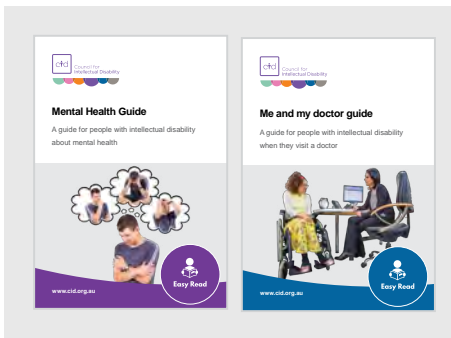 cid
Council for
Intellectual Disability
Mental Health Guide
A guide for people with intellectual disability
about mental health
Easy Read
www.cid.org.au
cid
Council for
Intellectual Disability
Me and my doctor guide
A guide for people with intellectual disability
when they visit a doctor
Easy Read
www.cid.org.au